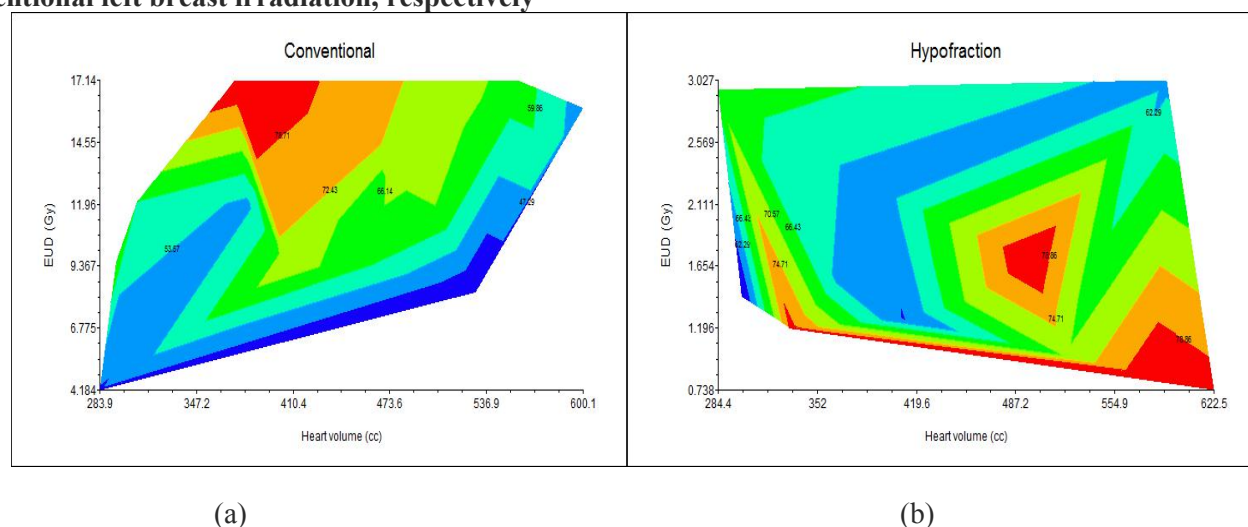 entional left breast irradiation, respectively
Conventional
17.14
14.55
11.96
9.367
6.775
4.184
EUD (Gy)
283.9 347.2 410.4 473.6 536.9 600.1
Heart volume (cc)
59.86
72.43
66.14
47.29
53.57
Hypofraction
3.027
2.569
2.111
1.654
1.196
0.738
EUD (Gy)
284.4 352 419.6 487.2 554.9 622.5
Heart volume (cc)
62.29
66.43
70.57
66.43
62.29
74.71
78.86
74.71
78.86
(a) (b)